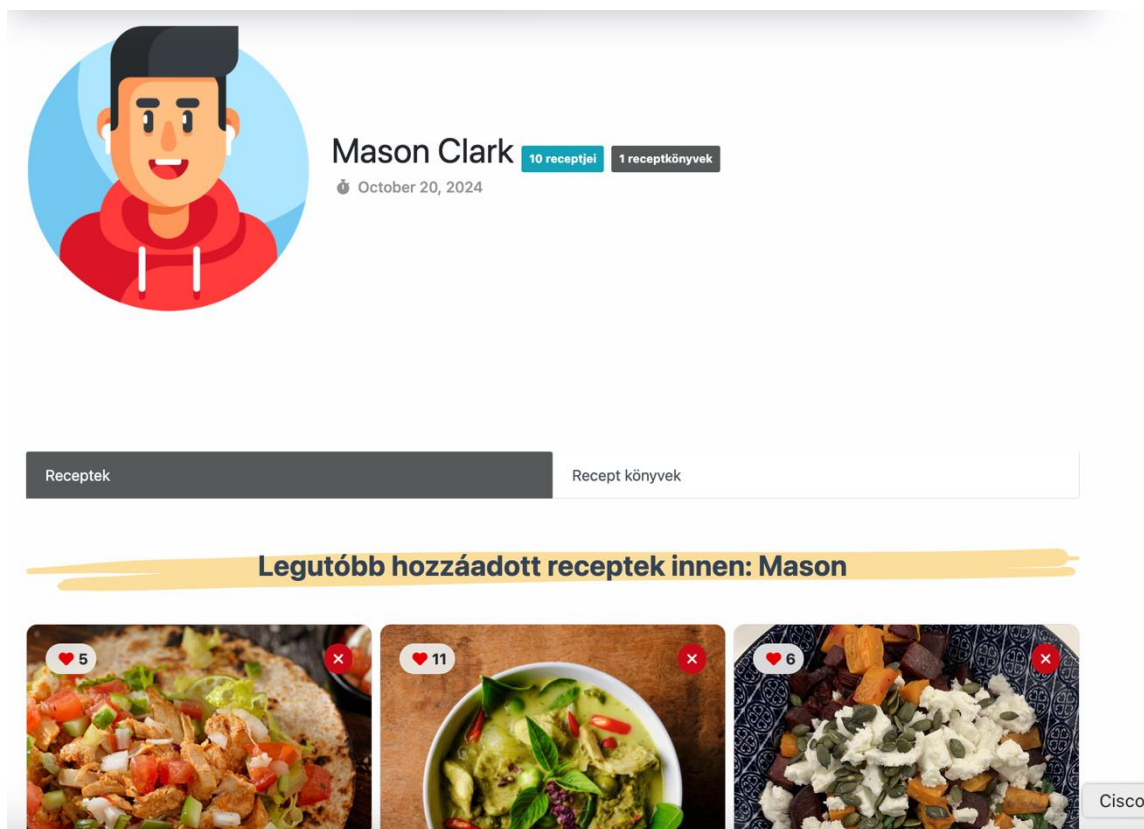 Mason Clark 10 receptjei 1 receptkönyvek
October 20, 2024
Receptek Recept könyvek
Legutóbb hozzáadott receptek innen: Mason
5 11 6
Cisco